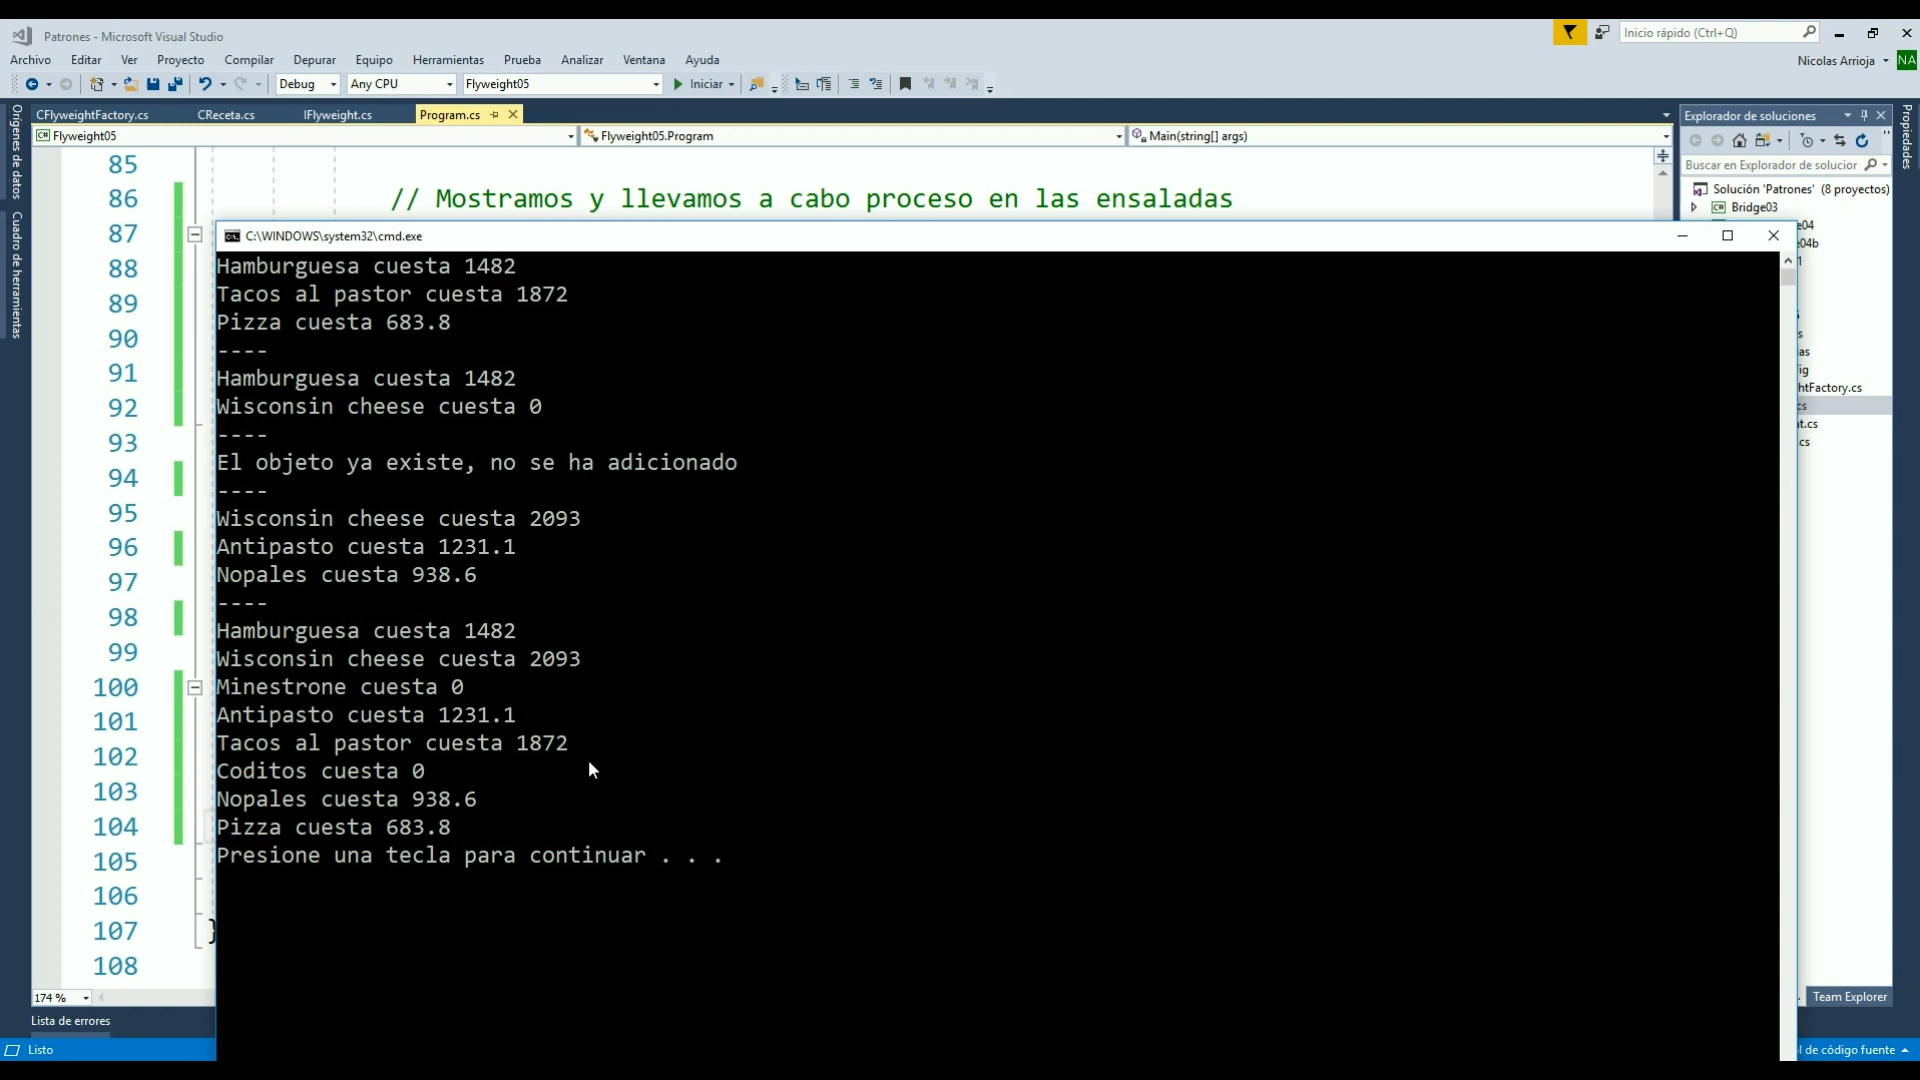 Patrones - Microsoft Visual Studio
Inicio rápido (Ctrl+Q)
Archivo Editar Ver Proyecto Compilar Depurar Equipo Herramientas Prueba Analizar Ventana Ayuda
Nicolas Arrioja NA
Debug Any CPU Flyweight05 Iniciar
CFlyweightFactory.cs CReceta.cs IFlyweight.cs Program.cs
Flyweight05 Flyweight05.Program Main(string[] args)
Orígenes de datos
Cuadro de herramientas
85
86 // Mostramos y llevamos a cabo proceso en las ensaladas
87
88
89
90
91
92
93
94
95
96
97
98
99
100
101
102
103
104
105
106
107 }
108
C:\WINDOWS\system32\cmd.exe
Hamburguesa cuesta 1482
Tacos al pastor cuesta 1872
Pizza cuesta 683.8
----
Hamburguesa cuesta 1482
Wisconsin cheese cuesta 0
----
El objeto ya existe, no se ha adicionado
----
Wisconsin cheese cuesta 2093
Antipasto cuesta 1231.1
Nopales cuesta 938.6
----
Hamburguesa cuesta 1482
Wisconsin cheese cuesta 2093
Minestrone cuesta 0
Antipasto cuesta 1231.1
Tacos al pastor cuesta 1872
Coditos cuesta 0
Nopales cuesta 938.6
Pizza cuesta 683.8
Presione una tecla para continuar . . .
Explorador de soluciones
Buscar en Explorador de solucior
Solución 'Patrones' (8 proyectos)
Bridge03
e04
04b
as
ig
htFactory.cs
cs
t.cs
.cs
Propiedades
174 %
Team Explorer
Lista de errores
Listo
l de código fuente